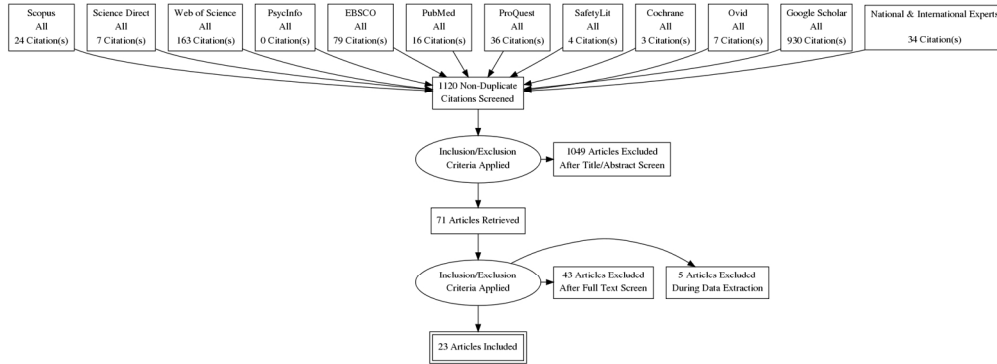 Scopus
All
24 Citation(s)
Science Direct
All
7 Citation(s)
Web of Science
All
163 Citation(s)
PsycInfo
All
0 Citation(s)
EBSCO
All
79 Citation(s)
PubMed
All
16 Citation(s)
ProQuest
All
36 Citation(s)
SafetyLit
All
4 Citation(s)
Cochrane
All
3 Citation(s)
Ovid
All
7 Citation(s)
Google Scholar
All
930 Citation(s)
National & International Experts
34 Citation(s)
1120 Non-Duplicate
Citations Screened
Inclusion/Exclusion
Criteria Applied
1049 Articles Excluded
After Title/Abstract Screen
71 Articles Retrieved
Inclusion/Exclusion
Criteria Applied
43 Articles Excluded
After Full Text Screen
5 Articles Excluded
During Data Extraction
23 Articles Included